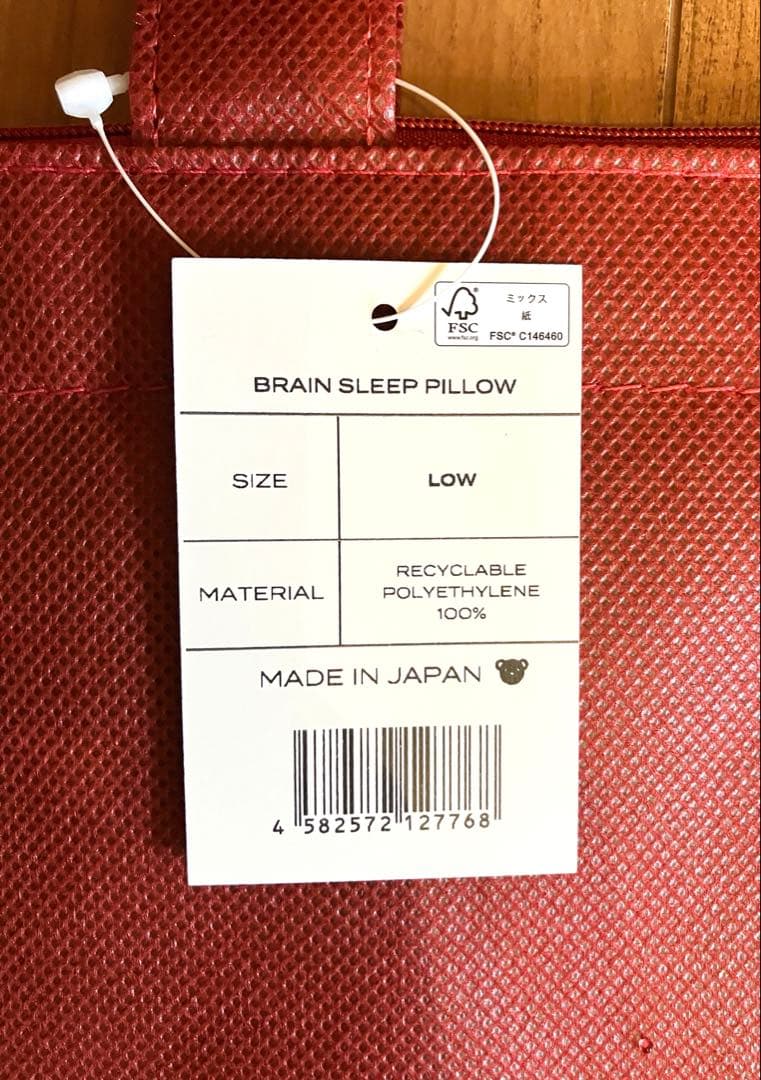 ミックス
紙
FSC® C146460
FSC®
www.fsc.org
BRAIN SLEEP PILLOW
SIZE
LOW
MATERIAL
RECYCLABLE
POLYETHYLENE
100%
MADE IN JAPAN
4 582572 127768